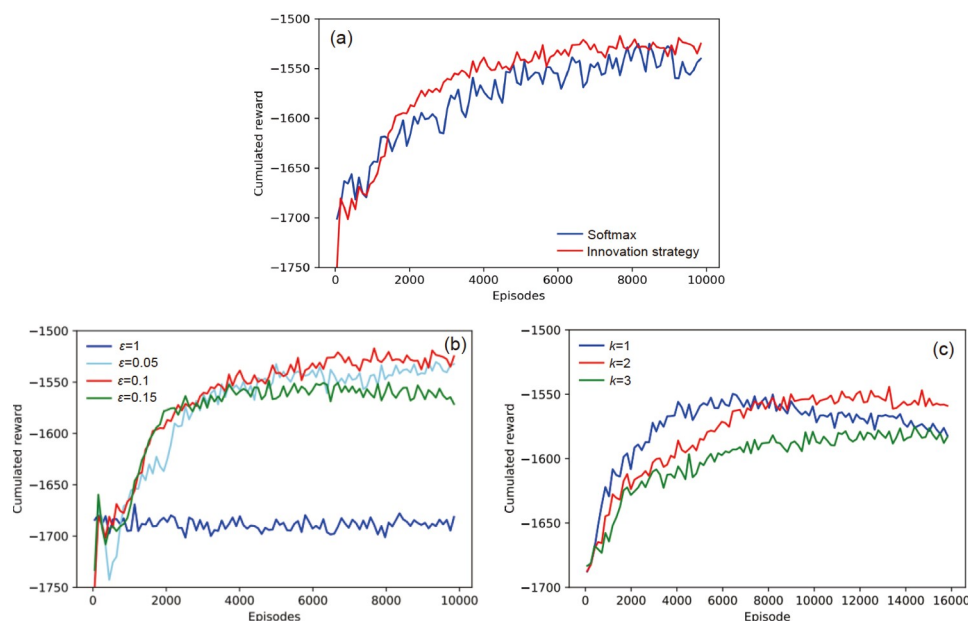 (a)
Cumulated reward
−1500
−1550
−1600
−1650
−1700
−1750
Softmax
Innovation strategy
0 2000 4000 6000 8000 10000
Episodes
(b)
Cumulated reward
−1500
−1550
−1600
−1650
−1700
−1750
ε=1
ε=0.05
ε=0.1
ε=0.15
0 2000 4000 6000 8000 10000
Episodes
(c)
Cumulated reward
−1500
−1550
−1600
−1650
−1700
k=1
k=2
k=3
0 2000 4000 6000 8000 10000 12000 14000 16000
Episode